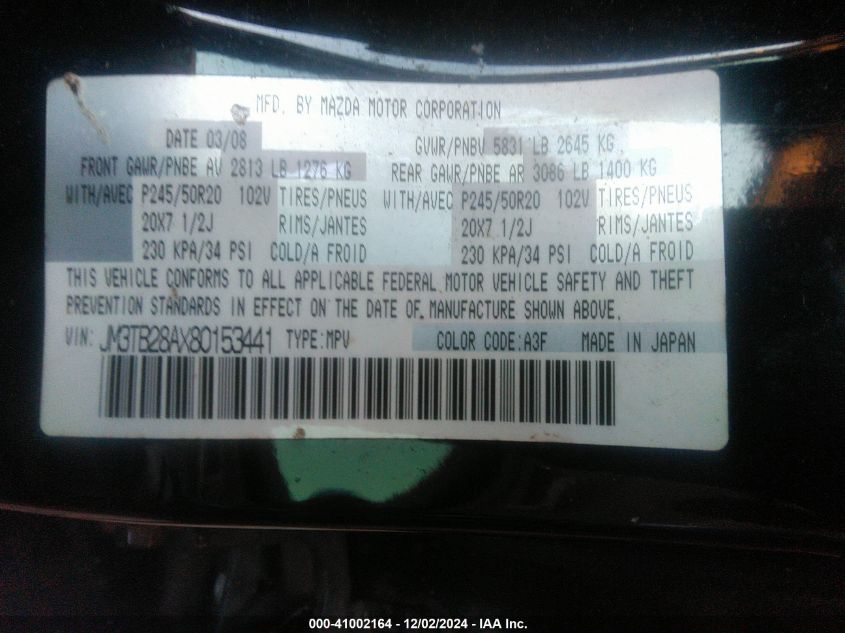 MFD. BY MAZDA MOTOR CORPORATION
DATE 03/08 GVWR/PNBV 5831 LB 2645 KG
FRONT GAWR/PNBE AV 2813 LB 1276 KG REAR GAWR/PNBE AR 3086 LB 1400 KG
WITH/AVEC P245/50R20 102V TIRES/PNEUS WITH/AVEC P245/50R20 102V TIRES/PNEUS
20X7 1/2J RIMS/JANTES 20X7 1/2J RIMS/JANTES
230 KPA/34 PSI COLD/A FROID 230 KPA/34 PSI COLD/A FROID
THIS VEHICLE CONFORMS TO ALL APPLICABLE FEDERAL MOTOR VEHICLE SAFETY AND THEFT
PREVENTION STANDARDS IN EFFECT ON THE DATE OF MANUFACTURE SHOWN ABOVE.
VIN: JM3TB28AX80153441 TYPE:MPV COLOR CODE:A3F MADE IN JAPAN
000-41002164 - 12/02/2024 - IAA Inc.